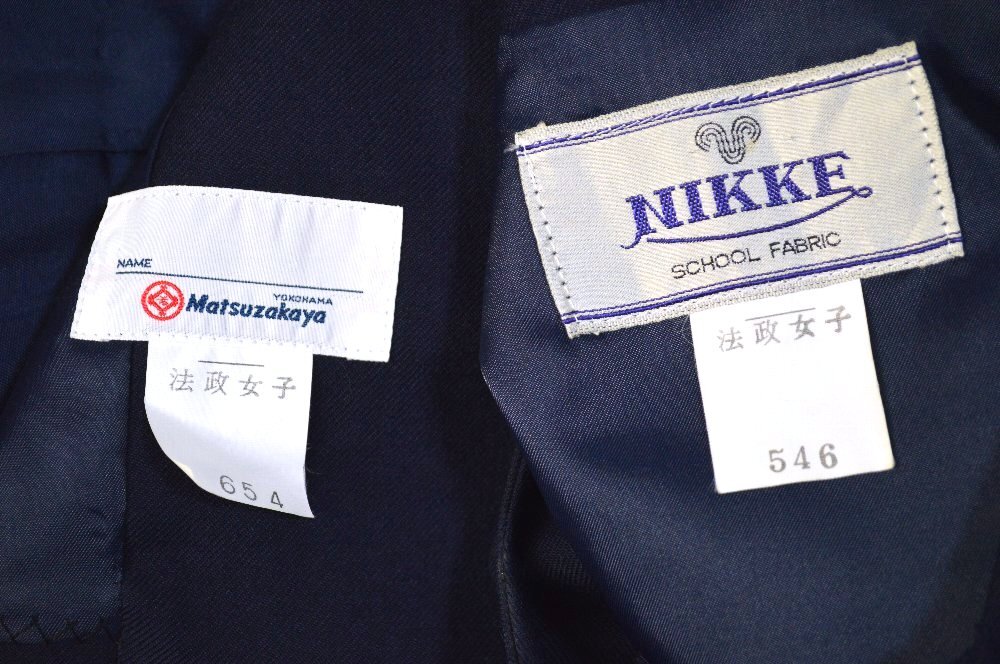 NAME
YOKOHAMA
Matsuzakaya
法政女子
654
NIKKE
SCHOOL FABRIC
法政女子
546